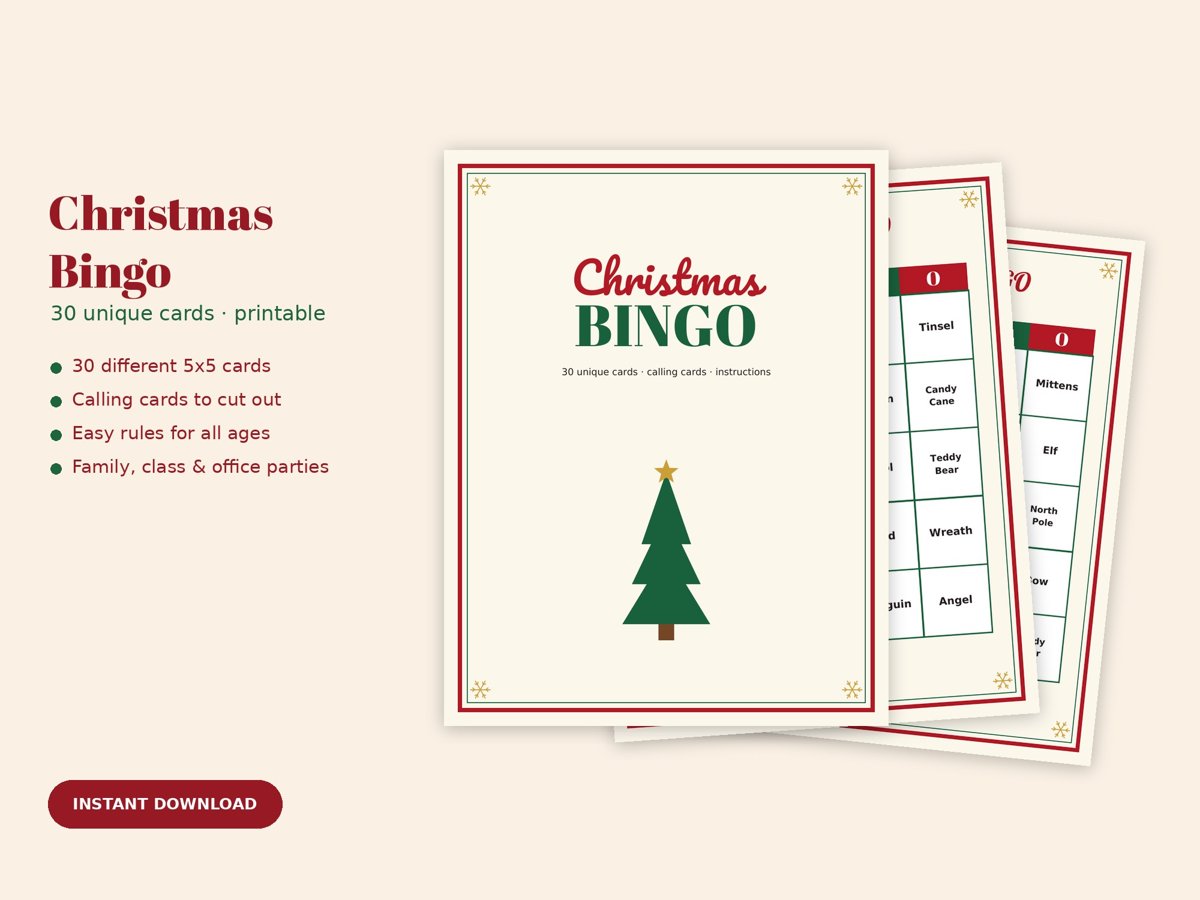 Christmas
Bingo
30 unique cards · printable
30 different 5x5 cards
Calling cards to cut out
Easy rules for all ages
Family, class & office parties
INSTANT DOWNLOAD
Christmas
BINGO
30 unique cards · calling cards · instructions
O
Tinsel
Candy
Cane
Teddy
Bear
Wreath
Angel
O
Mittens
Elf
North
Pole